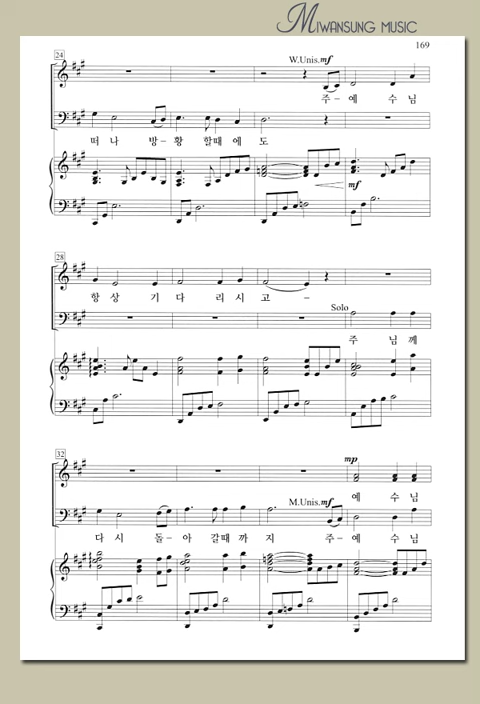 MIWANSUNG MUSIC
169
24
W.Unis. mf
주- 예 수 님
떠 나 방- 황 할때 에 도
mf
28
항 상 기 다 리 시 고 -
Solo
주 님 께
32
mp
예 수 님
M.Unis. mf
다 시 돌- 아 갈때 까 지 주- 예 수 님